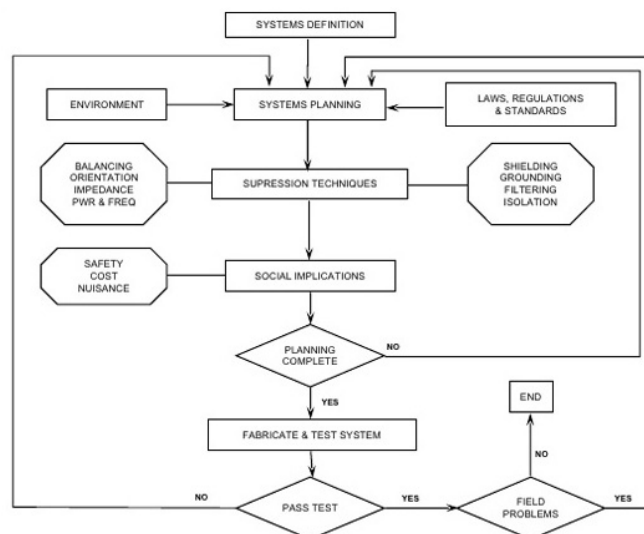 SYSTEMS DEFINITION
ENVIRONMENT
SYSTEMS PLANNING
LAWS, REGULATIONS
& STANDARDS
BALANCING
ORIENTATION
IMPEDANCE
PWR & FREQ
SUPRESSION TECHNIQUES
SHIELDING
GROUNDING
FILTERING
ISOLATION
SAFETY
COST
NUISANCE
SOCIAL IMPLICATIONS
PLANNING
COMPLETE
NO
YES
END
FABRICATE & TEST SYSTEM
NO
NO
PASS TEST
YES
FIELD
PROBLEMS
YES